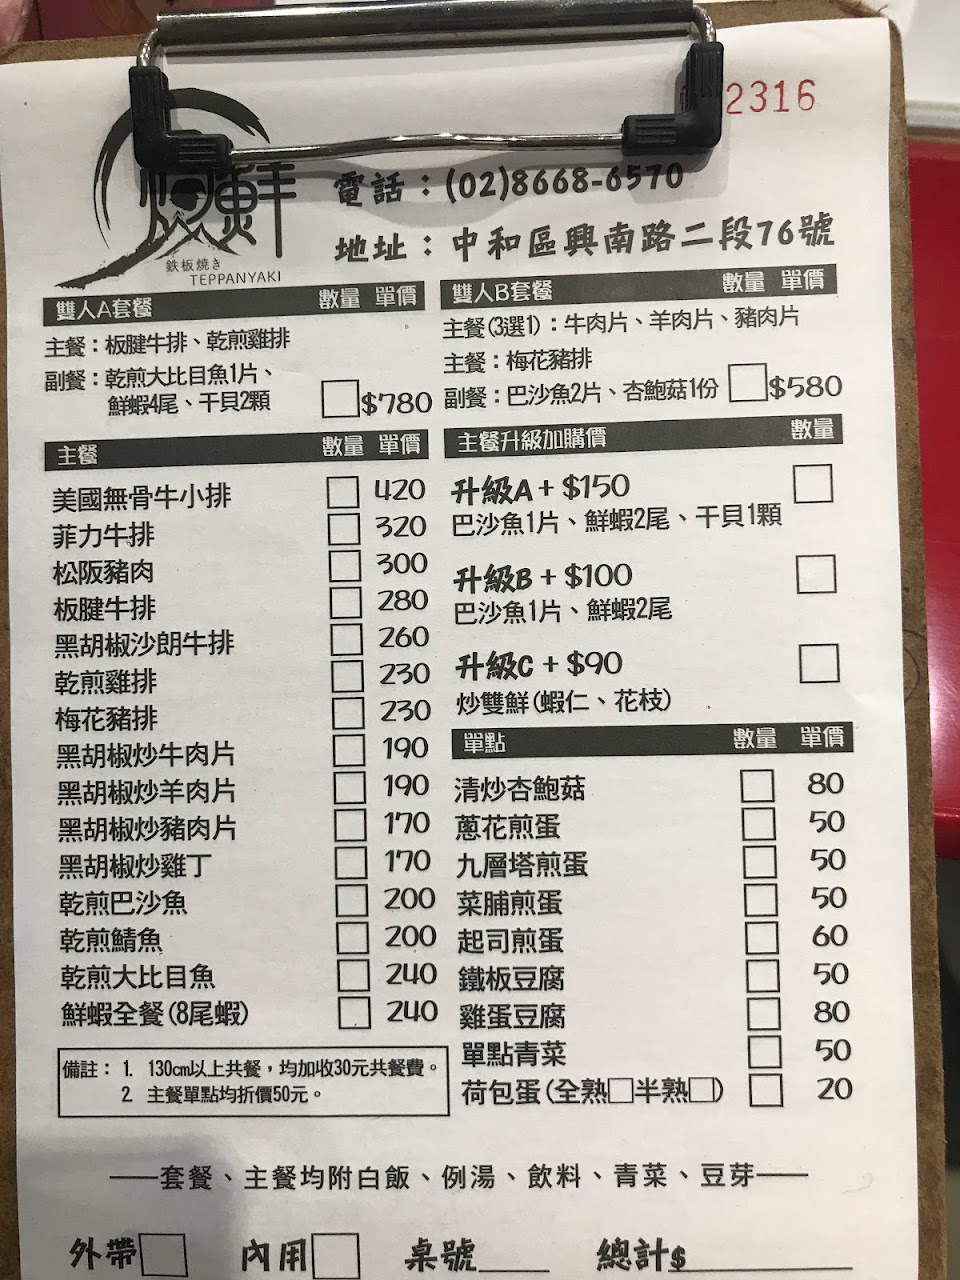 2316
鮮
鉄板焼き
TEPPANYAKI
電話：(02)8668-6570
地址：中和區興南路二段76號
雙人A套餐 數量 單價
主餐：板腱牛排、乾煎雞排
副餐：乾煎大比目魚1片、
鮮蝦4尾、干貝2顆 □$780
雙人B套餐 數量 單價
主餐(3選1)：牛肉片、羊肉片、豬肉片
主餐：梅花豬排
副餐：巴沙魚2片、杏鮑菇1份 □$580
主餐 數量 單價
美國無骨牛小排 □ 420
菲力牛排 □ 320
松阪豬肉 □ 300
板腱牛排 □ 280
黑胡椒沙朗牛排 □ 260
乾煎雞排 □ 230
梅花豬排 □ 230
黑胡椒炒牛肉片 □ 190
黑胡椒炒羊肉片 □ 190
黑胡椒炒豬肉片 □ 170
黑胡椒炒雞丁 □ 170
乾煎巴沙魚 □ 200
乾煎鯖魚 □ 200
乾煎大比目魚 □ 240
鮮蝦全餐(8尾蝦) □ 240
備註：1. 130cm以上共餐，均加收30元共餐費。
2. 主餐單點均折價50元。
主餐升級加購價 數量
升級A + $150 □
巴沙魚1片、鮮蝦2尾、干貝1顆
升級B + $100 □
巴沙魚1片、鮮蝦2尾
升級C + $90 □
炒雙鮮(蝦仁、花枝)
單點 數量 單價
清炒杏鮑菇 □ 80
蔥花煎蛋 □ 50
九層塔煎蛋 □ 50
菜脯煎蛋 □ 50
起司煎蛋 □ 60
鐵板豆腐 □ 50
雞蛋豆腐 □ 80
單點青菜 □ 50
荷包蛋(全熟□半熟□) □ 20
──套餐、主餐均附白飯、例湯、飲料、青菜、豆芽──
外帶□ 內用□ 桌號____ 總計$__________